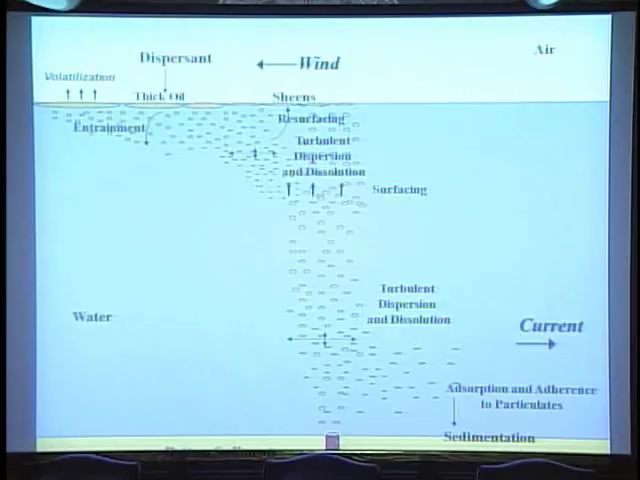 Air
Dispersant
Wind
Volatilization
Thick Oil
Sheens
Resurfacing
Entrainment
Turbulent
Dispersion
and Dissolution
Surfacing
Turbulent
Dispersion
and Dissolution
Water
Current
Adsorption and Adherence
to Particulates
Sedimentation